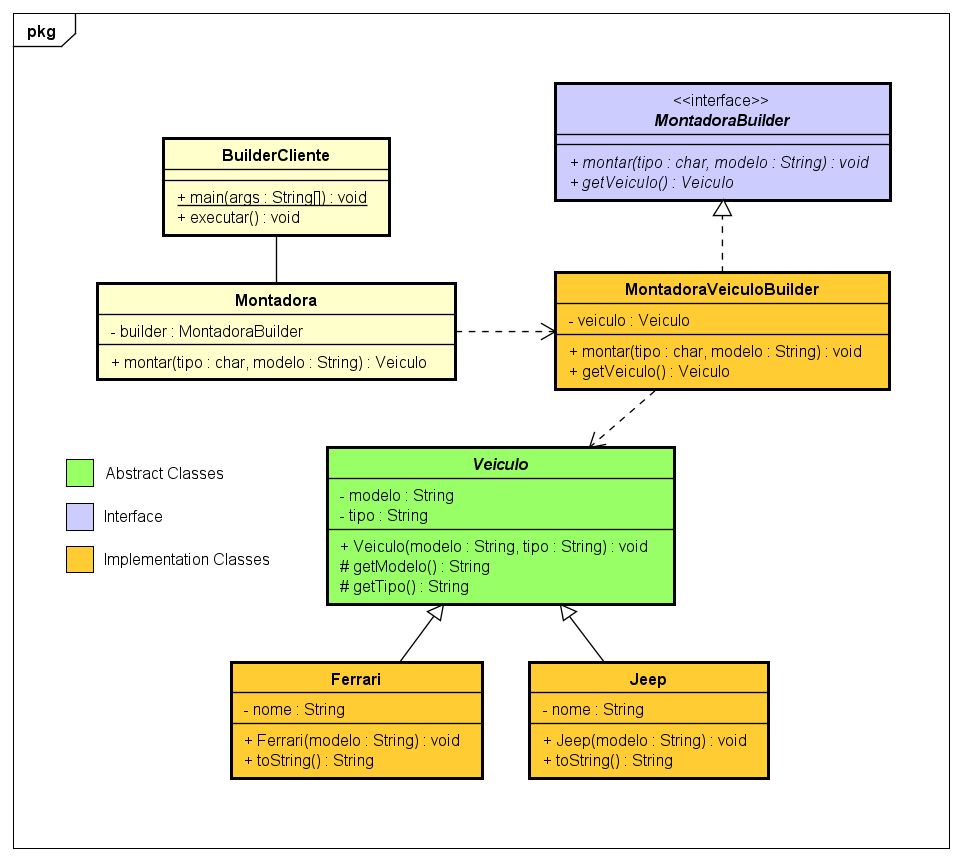 pkg
<<interface>>
MontadoraBuilder
+ montar(tipo : char, modelo : String) : void
+ getVeiculo() : Veiculo
BuilderCliente
+ main(args : String[]) : void
+ executar() : void
Montadora
- builder : MontadoraBuilder
+ montar(tipo : char, modelo : String) : Veiculo
MontadoraVeiculoBuilder
- veiculo : Veiculo
+ montar(tipo : char, modelo : String) : void
+ getVeiculo() : Veiculo
Abstract Classes
Interface
Implementation Classes
Veiculo
- modelo : String
- tipo : String
+ Veiculo(modelo : String, tipo : String) : void
# getModelo() : String
# getTipo() : String
Ferrari
- nome : String
+ Ferrari(modelo : String) : void
+ toString() : String
Jeep
- nome : String
+ Jeep(modelo : String) : void
+ toString() : String